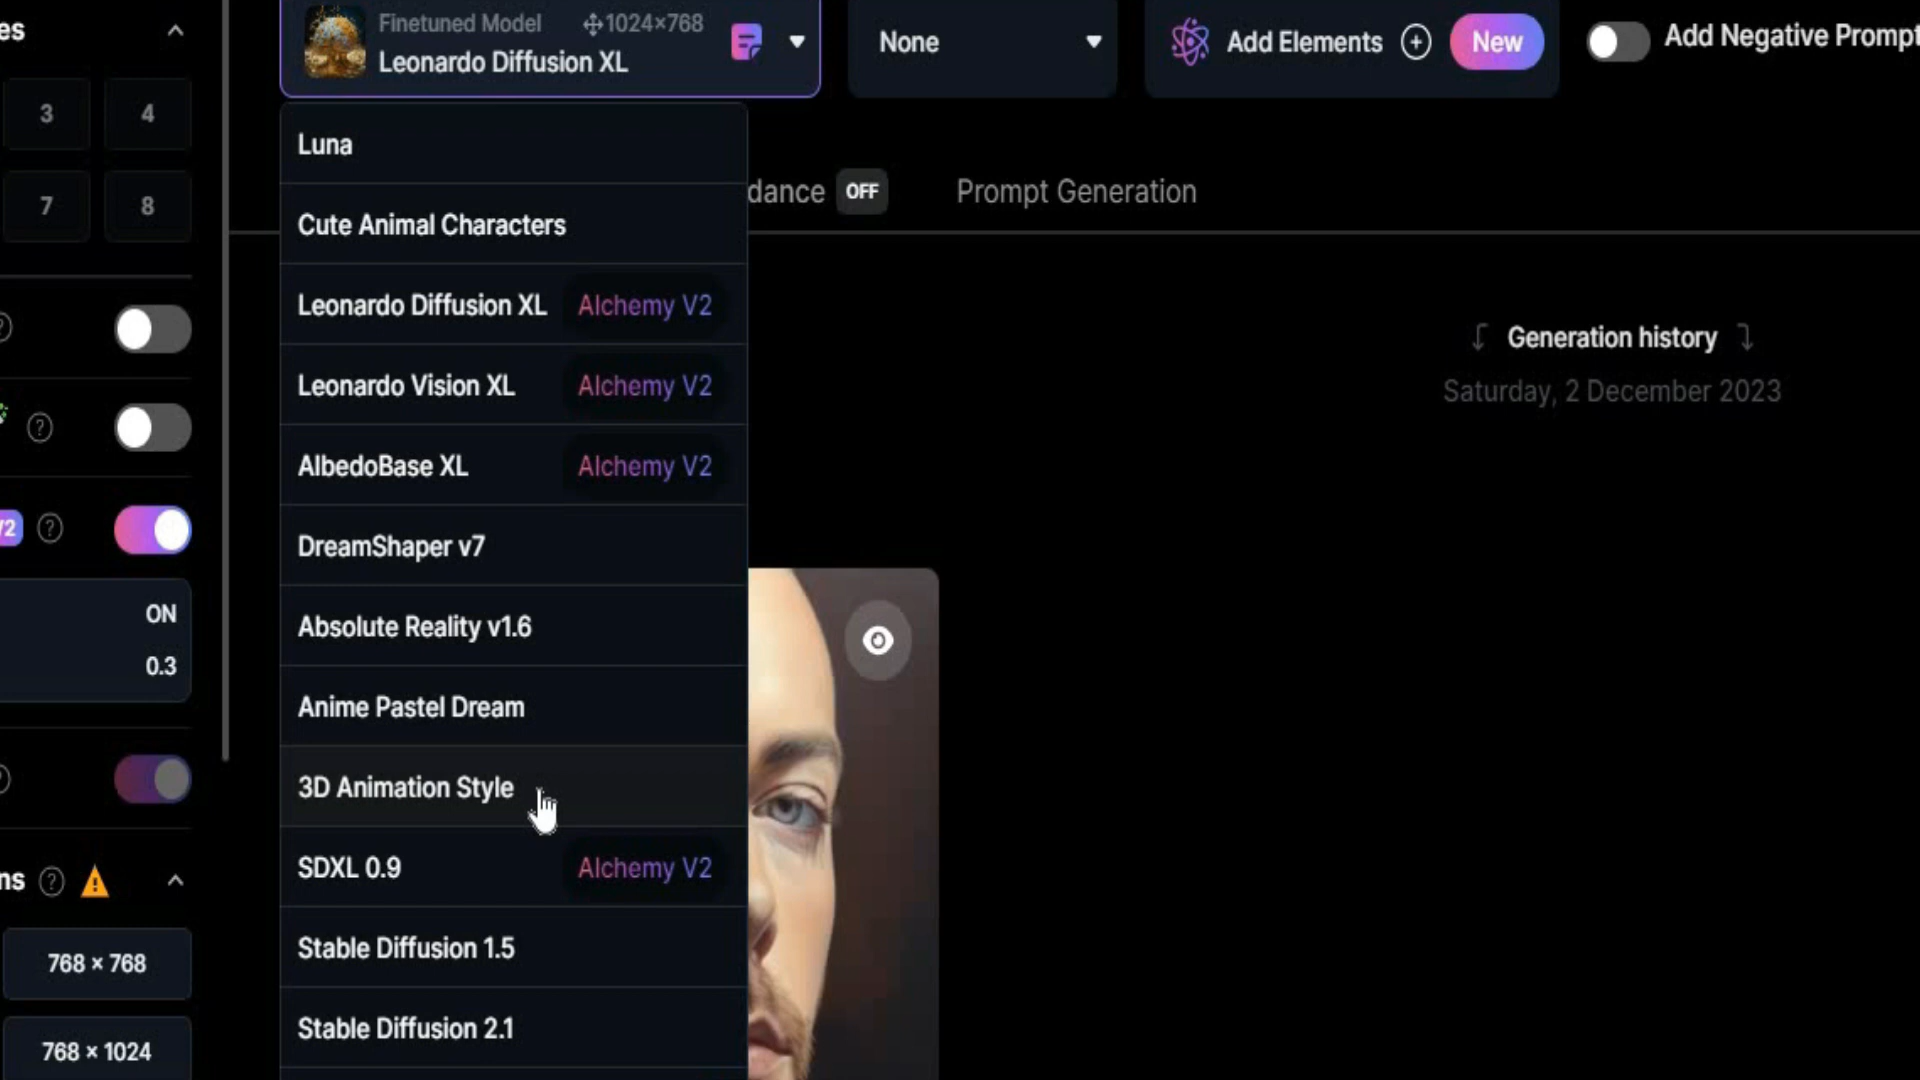 es
3
4
7
8
V2
ON
0.3
ns
768 × 768
768 × 1024
Finetuned Model
1024×768
Leonardo Diffusion XL
None
Add Elements
New
Add Negative Prompt
dance
OFF
Prompt Generation
Luna
Cute Animal Characters
Leonardo Diffusion XL Alchemy V2
Leonardo Vision XL Alchemy V2
AlbedoBase XL Alchemy V2
DreamShaper v7
Absolute Reality v1.6
Anime Pastel Dream
3D Animation Style
SDXL 0.9 Alchemy V2
Stable Diffusion 1.5
Stable Diffusion 2.1
Generation history
Saturday, 2 December 2023